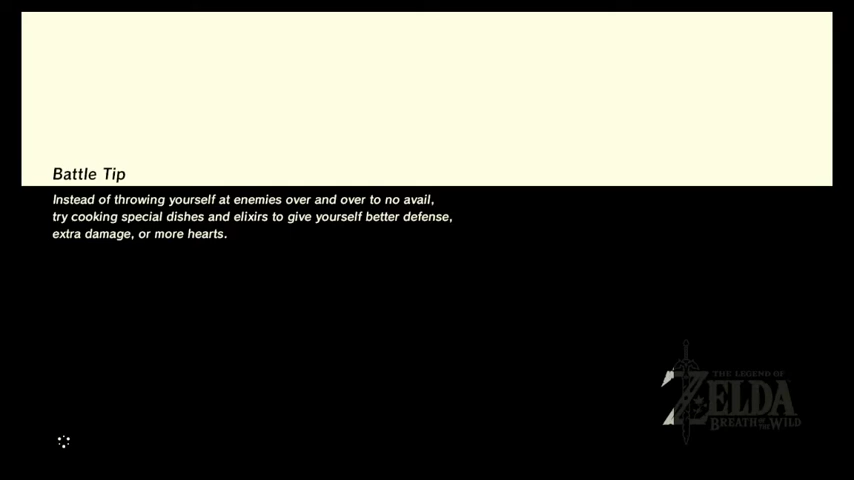 Battle Tip
Instead of throwing yourself at enemies over and over to no avail,
try cooking special dishes and elixirs to give yourself better defense,
extra damage, or more hearts.
THE LEGEND OF
ZELDA
BREATH OF THE WILD